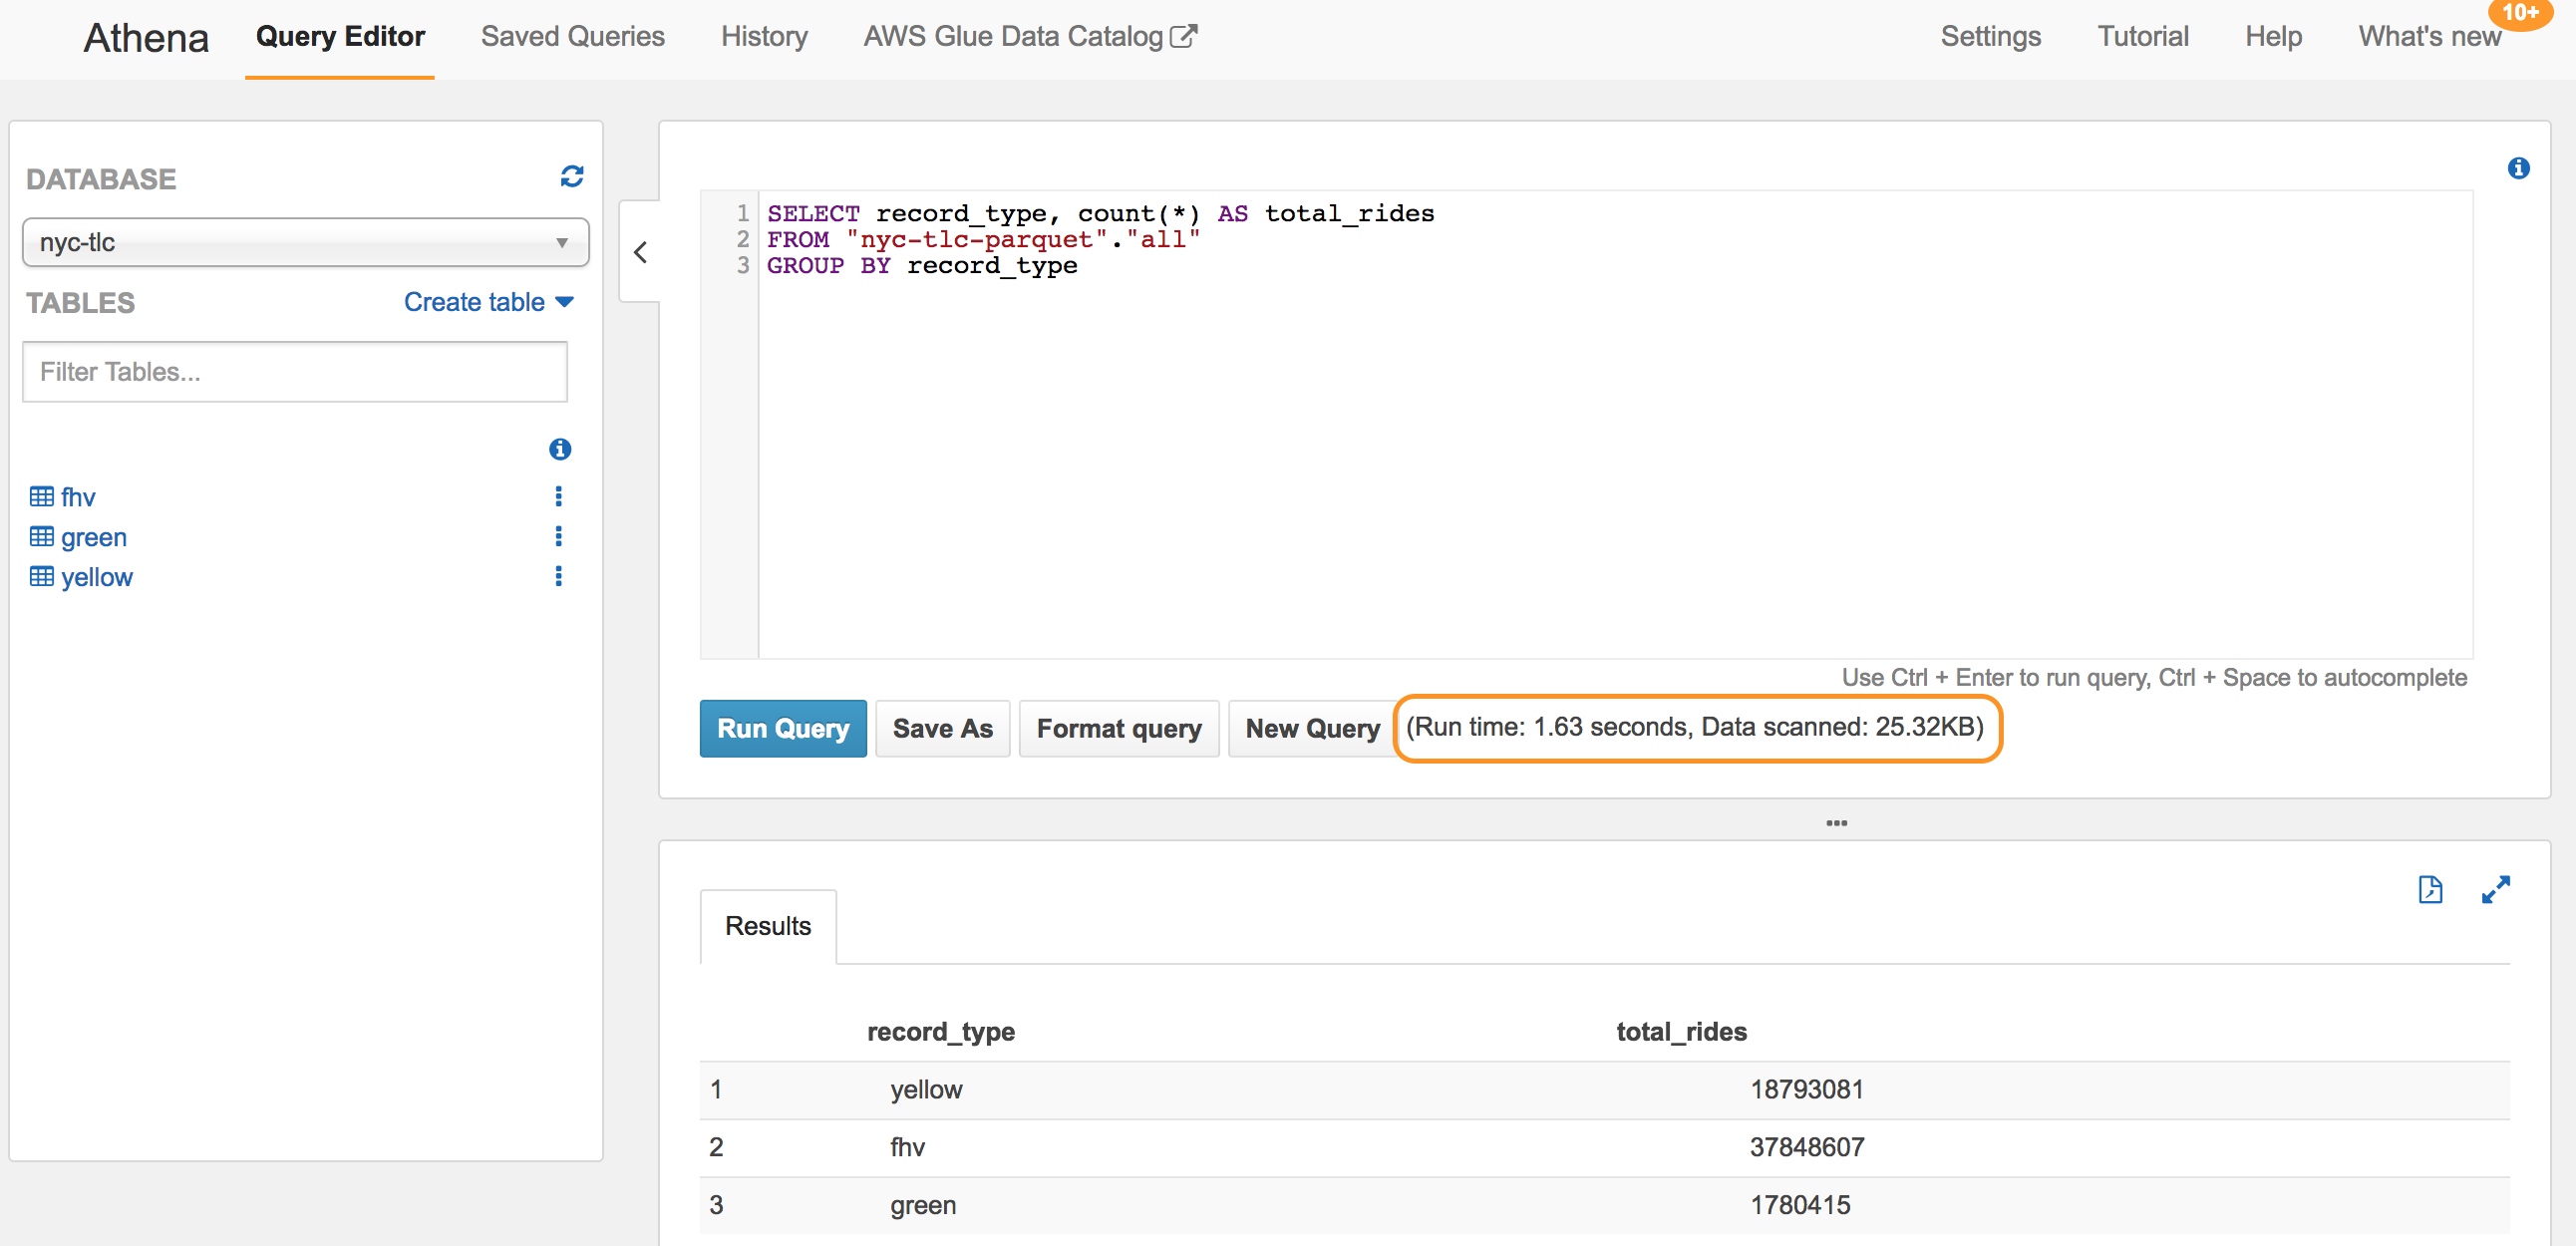 Athena Query Editor Saved Queries History AWS Glue Data Catalog Settings Tutorial Help What's new 10+
DATABASE
nyc-tlc
TABLES Create table
Filter Tables...
fhv
green
yellow
1 SELECT record_type, count(*) AS total_rides
2 FROM "nyc-tlc-parquet"."all"
3 GROUP BY record_type
Use Ctrl + Enter to run query, Ctrl + Space to autocomplete
Run Query Save As Format query New Query (Run time: 1.63 seconds, Data scanned: 25.32KB)
Results
record_type total_rides
1 yellow 18793081
2 fhv 37848607
3 green 1780415